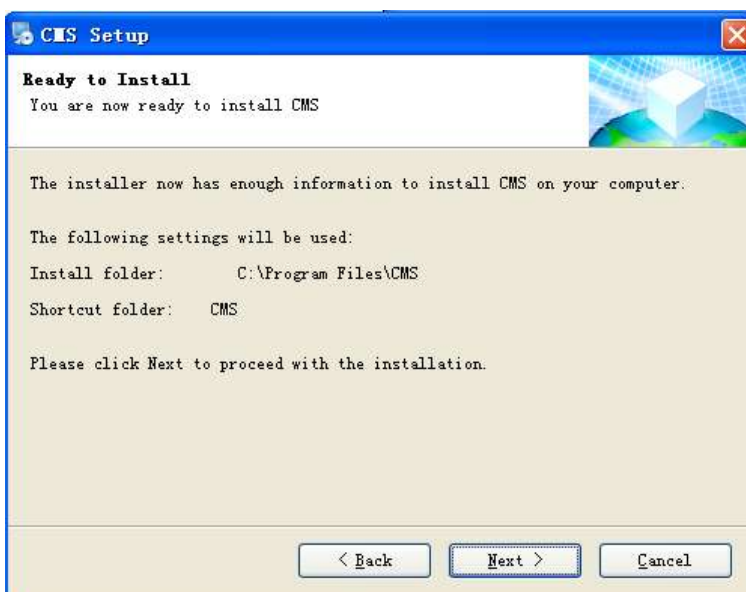 CMS Setup
Ready to Install
You are now ready to install CMS
The installer now has enough information to install CMS on your computer.
The following settings will be used:
Install folder: C:\Program Files\CMS
Shortcut folder: CMS
Please click Next to proceed with the installation.
< Back Next > Cancel